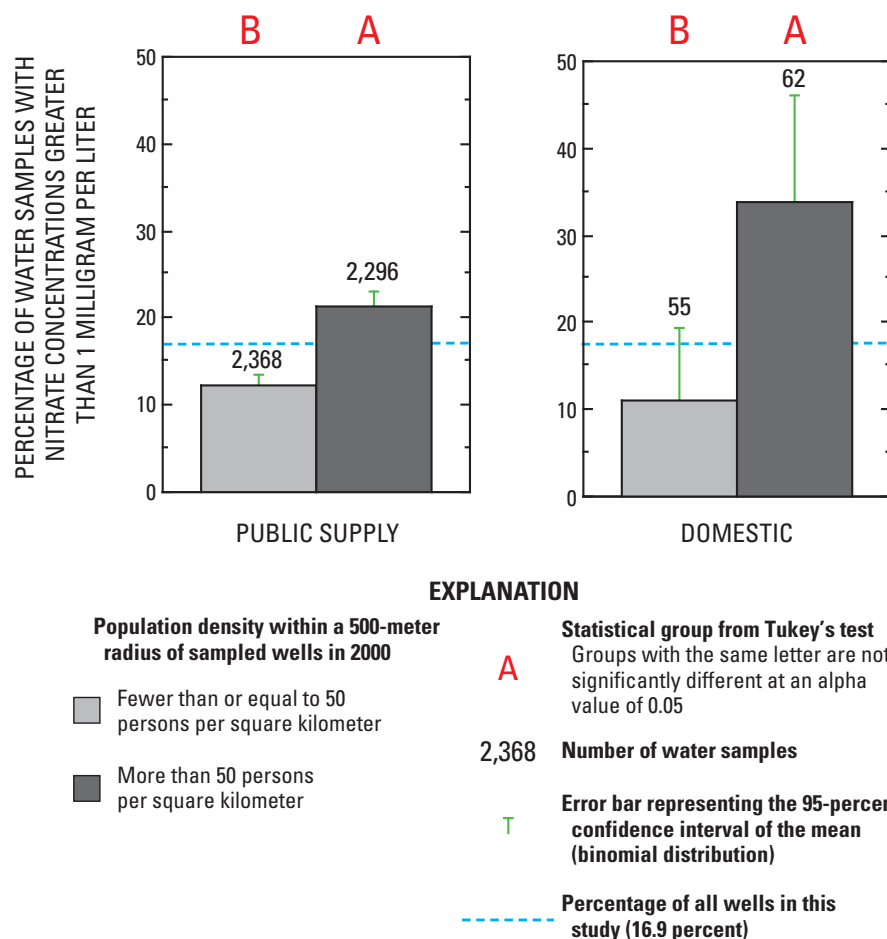 B A
B A
PERCENTAGE OF WATER SAMPLES WITH
NITRATE CONCENTRATIONS GREATER
THAN 1 MILLIGRAM PER LITER
50
40
30
20
10
0
2,368
2,296
PUBLIC SUPPLY
50
40
30
20
10
0
55
62
DOMESTIC
EXPLANATION
Population density within a 500-meter
radius of sampled wells in 2000
Fewer than or equal to 50
persons per square kilometer
More than 50 persons
per square kilometer
A
Statistical group from Tukey's test
Groups with the same letter are not
significantly different at an alpha
value of 0.05
2,368 Number of water samples
Error bar representing the 95-percen
confidence interval of the mean
(binomial distribution)
Percentage of all wells in this
study (16.9 percent)